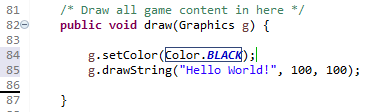 81 /* Draw all game content in here */
82 public void draw(Graphics g) {
83
84 g.setColor(Color.BLACK);
85 g.drawString("Hello World!", 100, 100);
86
87 }